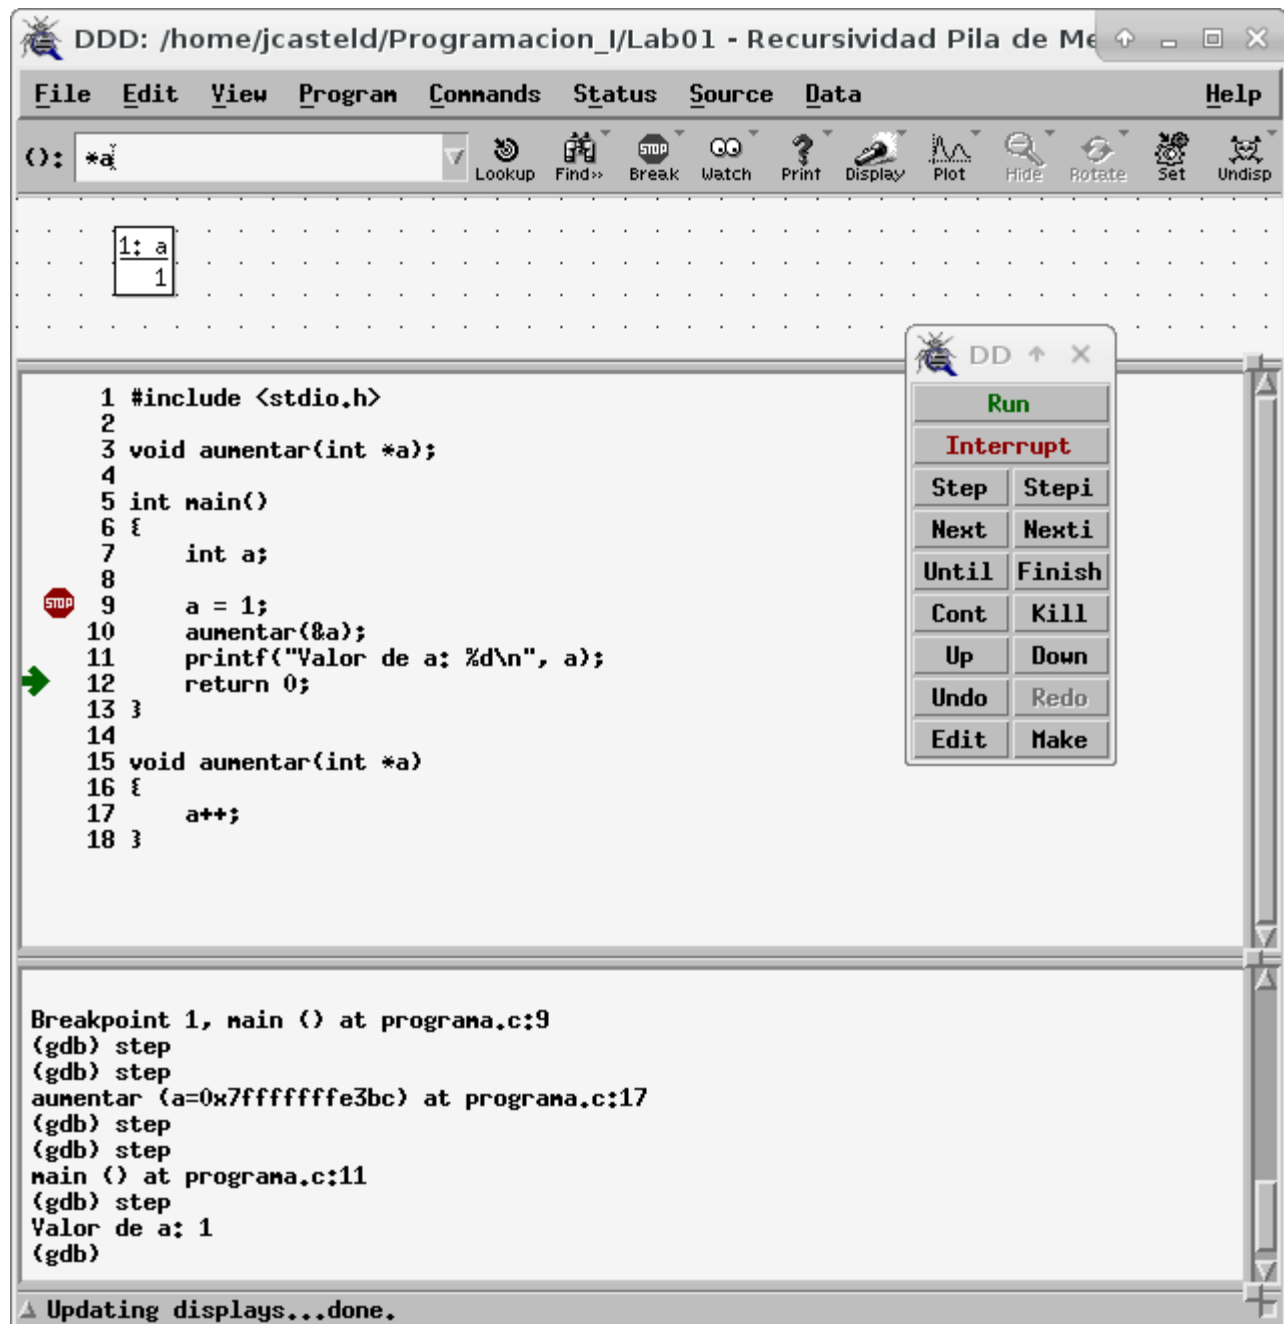 DDD: /home/jcasteld/Programacion_I/Lab01 - Recursividad Pila de Me
File Edit View Program Commands Status Source Data Help
(): *a
Lookup Find>> Break Watch Print Display Plot Hide Rotate Set Undisp
STOP
1: a
1
DD
Run
Interrupt
Step Stepi
Next Nexti
Until Finish
Cont Kill
Up Down
Undo Redo
Edit Make
1 #include <stdio.h>
2
3 void aumentar(int *a);
4
5 int main()
6 {
7 int a;
8
STOP 9 a = 1;
10 aumentar(&a);
11 printf("Valor de a: %d\n", a);
12 return 0;
13 }
14
15 void aumentar(int *a)
16 {
17 a++;
18 }
Breakpoint 1, main () at programa.c:9
(gdb) step
(gdb) step
aumentar (a=0x7fffffffe3bc) at programa.c:17
(gdb) step
(gdb) step
main () at programa.c:11
(gdb) step
Valor de a: 1
(gdb)
Updating displays...done.